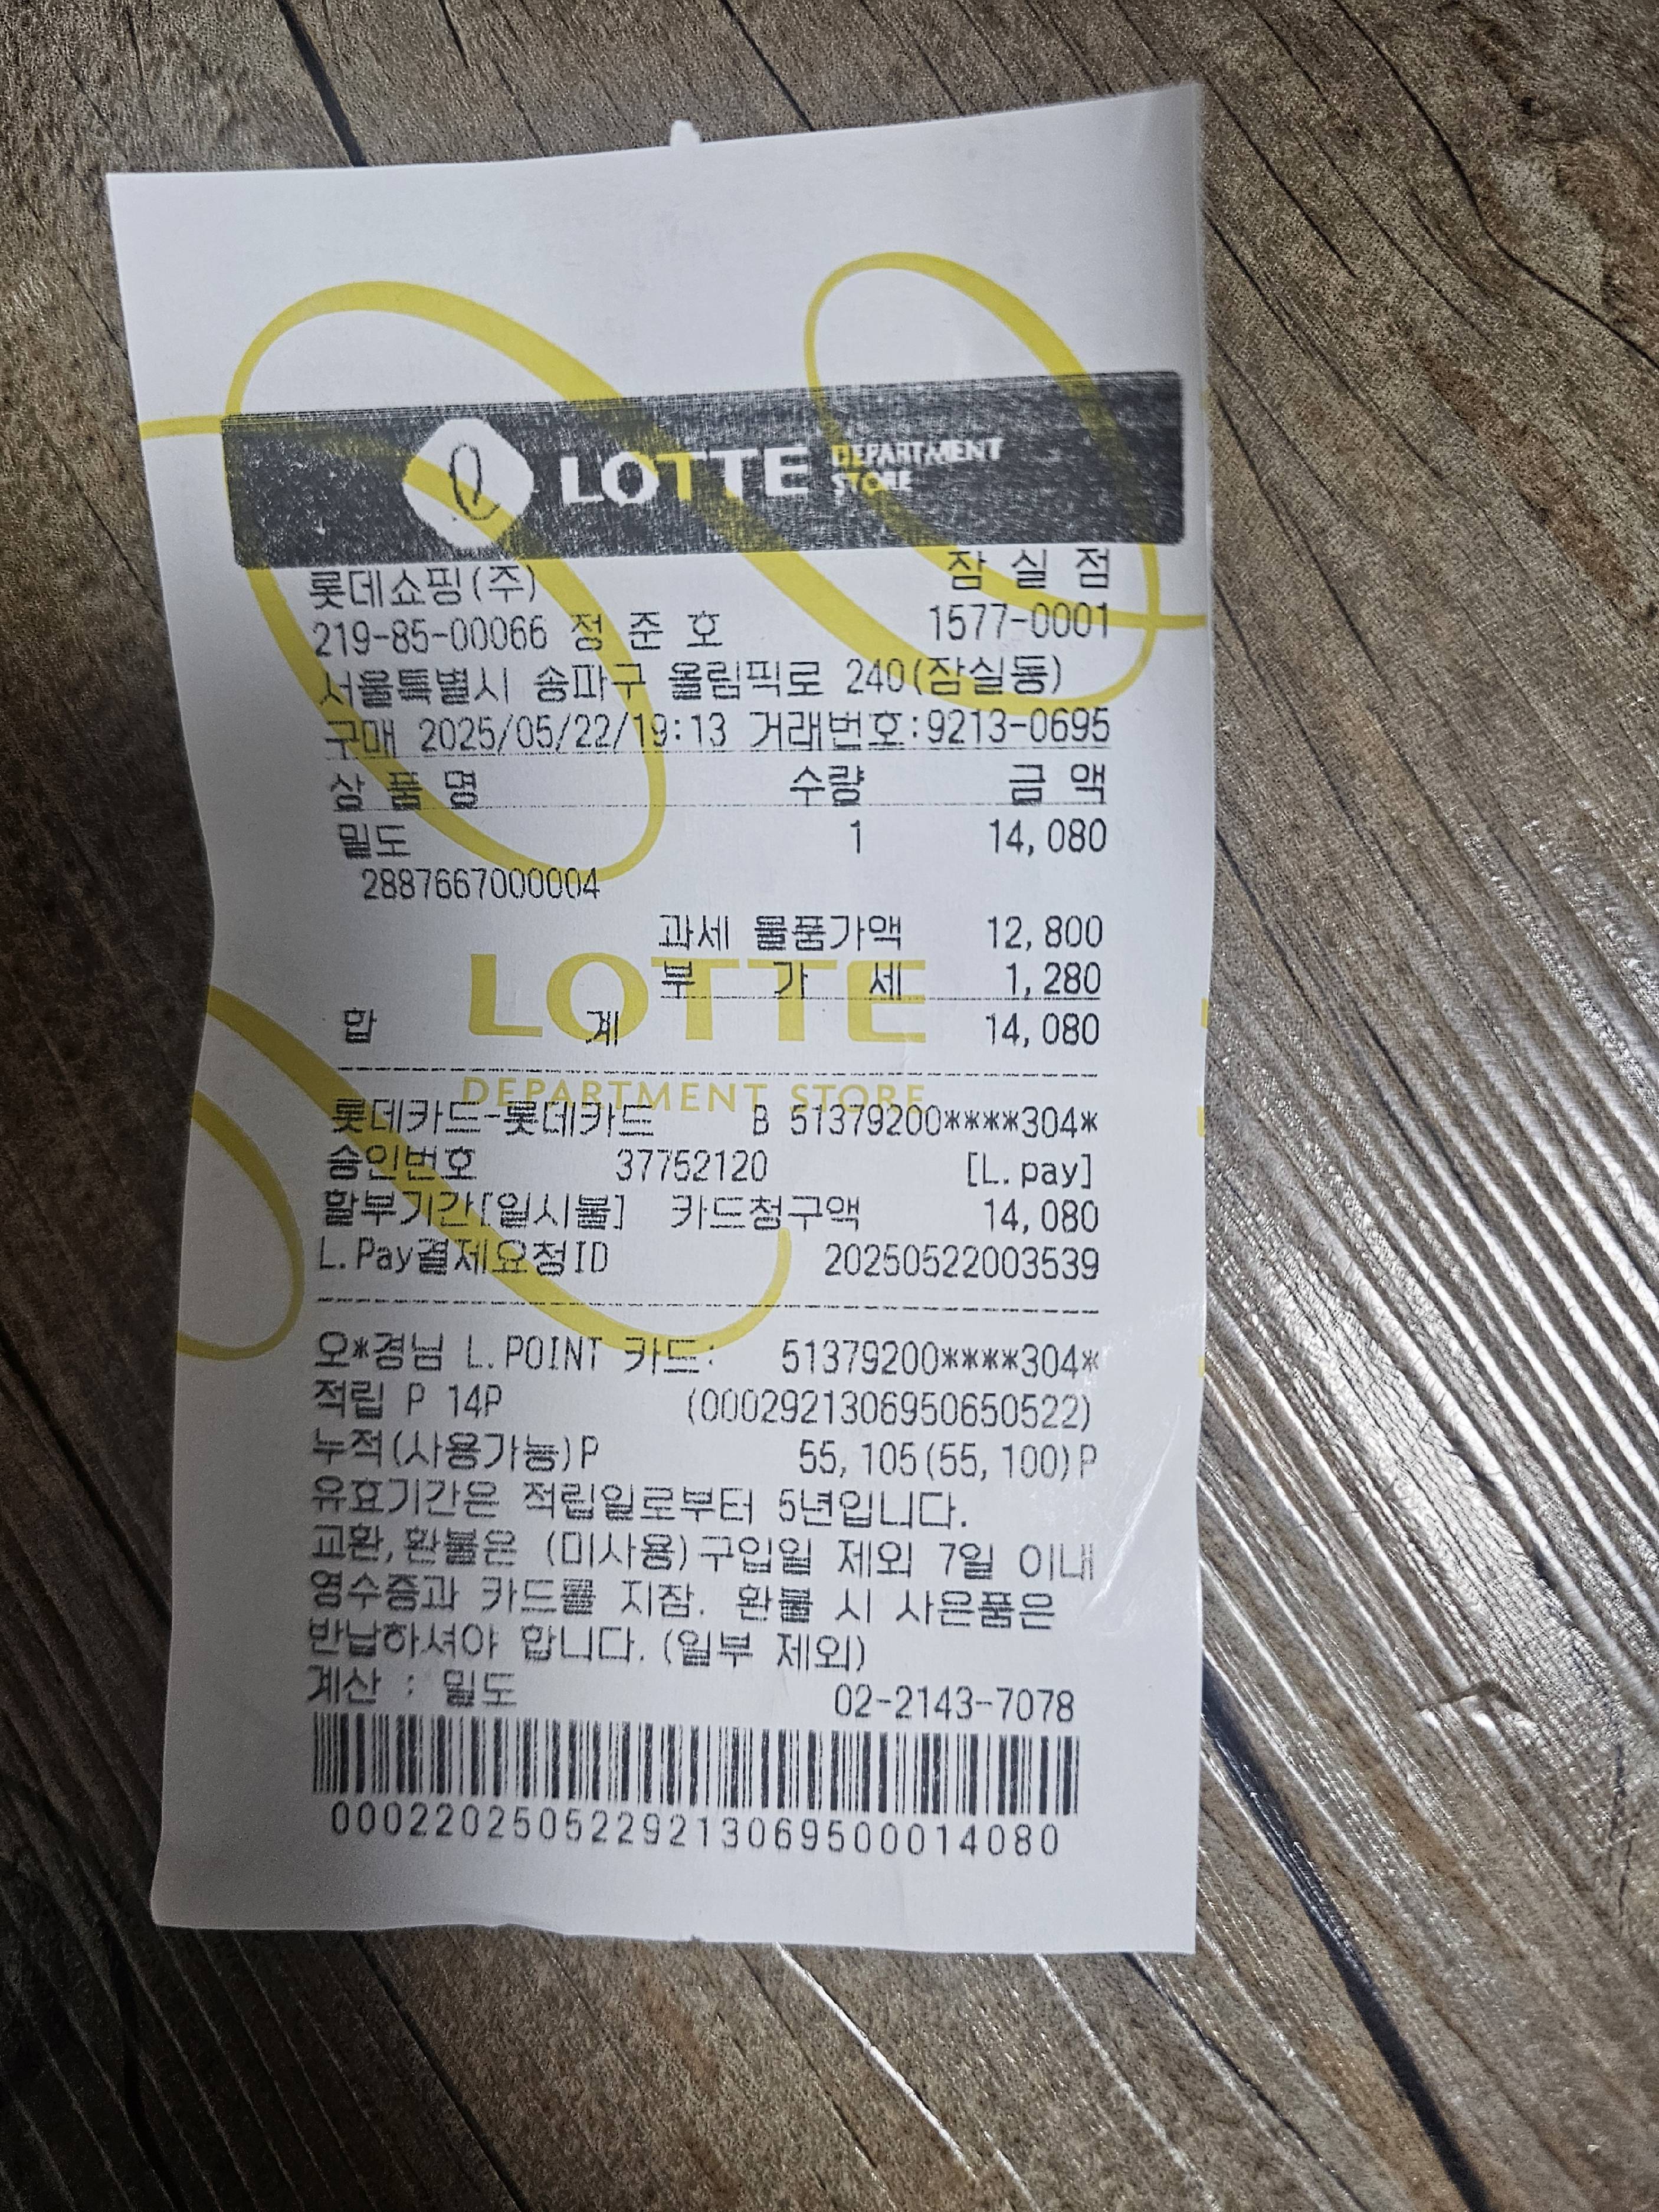 LOTTE DEPARTMENT STORE
롯데쇼핑(주) 잠 실 점
219-85-00066 정 준 호 1577-0001
서울특별시 송파구 올림픽로 240(잠실동)
구매 2025/05/22/19:13 거래번호:9213-0695
상 품 명 수량 금 액
밀도 1 14,080
2887667000004
과세 물품가액 12,800
부 가 세 1,280
합 계 14,080
LOTTE
DEPARTMENT STORE
롯데카드-롯데카드 B 51379200****304*
승인번호 37752120 [L.pay]
할부기간[일시불] 카드청구액 14,080
L.Pay결제요청ID 20250522003539
오*경님 L.POINT 카드: 51379200****304*
적립 P 14P (0002921306950650522)
누적(사용가능)P 55,105(55,100)P
유효기간은 적립일로부터 5년입니다.
교환,환불은 (미사용)구입일 제외 7일 이내
영수증과 카드를 지참. 환불 시 사은품은
반납하셔야 합니다.(일부 제외)
계산 : 밀도 02-2143-7078
000220250522921306950 0014080